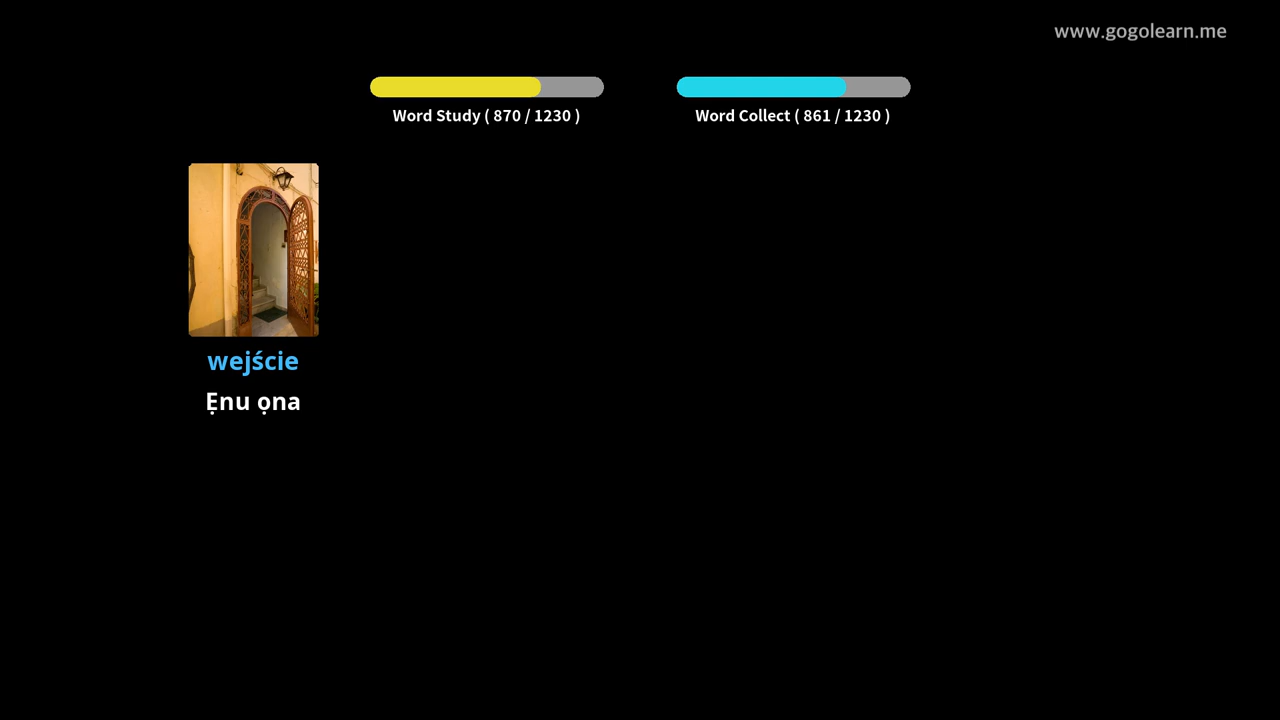 www.gogolearn.me
Word Study ( 870 / 1230 )
Word Collect ( 861 / 1230 )
wejście
Ẹnu ọna